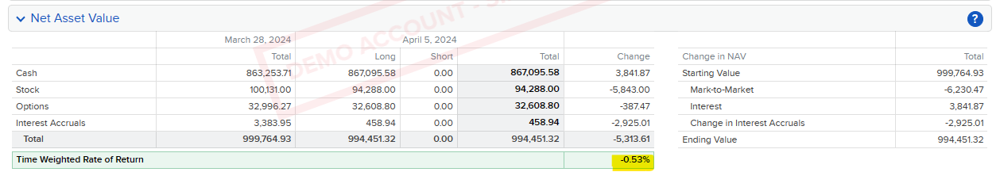 Net Asset Value
?
March 28, 2024 April 5, 2024
Total Long Short Total Change
Cash 863,253.71 867,095.58 0.00 867,095.58 3,841.87
Stock 100,131.00 94,288.00 0.00 94,288.00 -5,843.00
Options 32,996.27 32,608.80 0.00 32,608.80 -387.47
Interest Accruals 3,383.95 458.94 0.00 458.94 -2,925.01
Total 999,764.93 994,451.32 0.00 994,451.32 -5,313.61
Time Weighted Rate of Return -0.53%
Change in NAV Total
Starting Value 999,764.93
Mark-to-Market -6,230.47
Interest 3,841.87
Change in Interest Accruals -2,925.01
Ending Value 994,451.32
DEMO ACCOUNT -